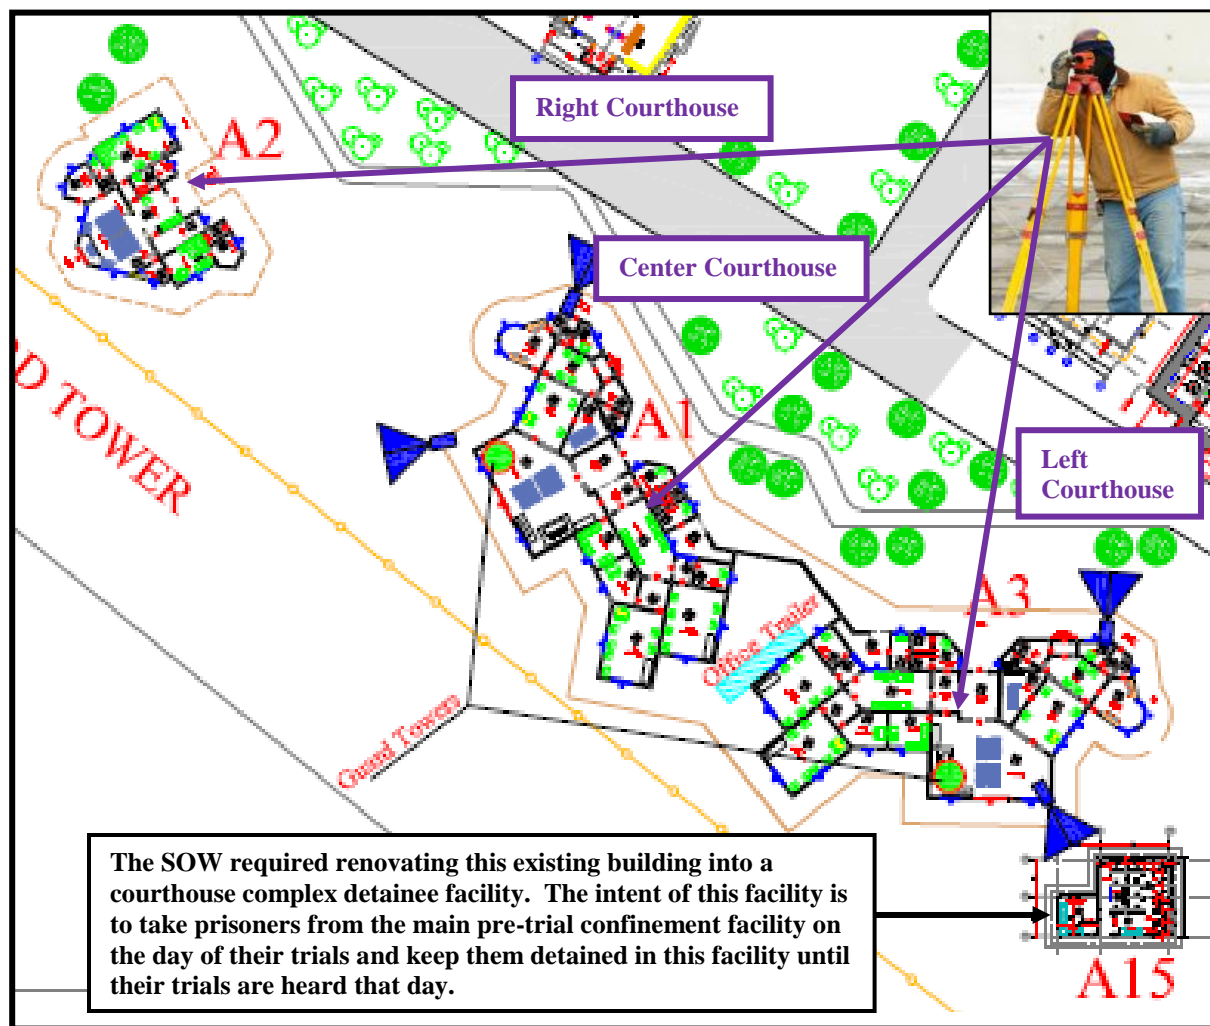 Right Courthouse
A2
Center Courthouse
D TOWER
A1
Left
Courthouse
A3
Office Trailer
Guard Towers
The SOW required renovating this existing building into a
courthouse complex detainee facility.  The intent of this facility is
to take prisoners from the main pre-trial confinement facility on
the day of their trials and keep them detained in this facility until
their trials are heard that day.
A15